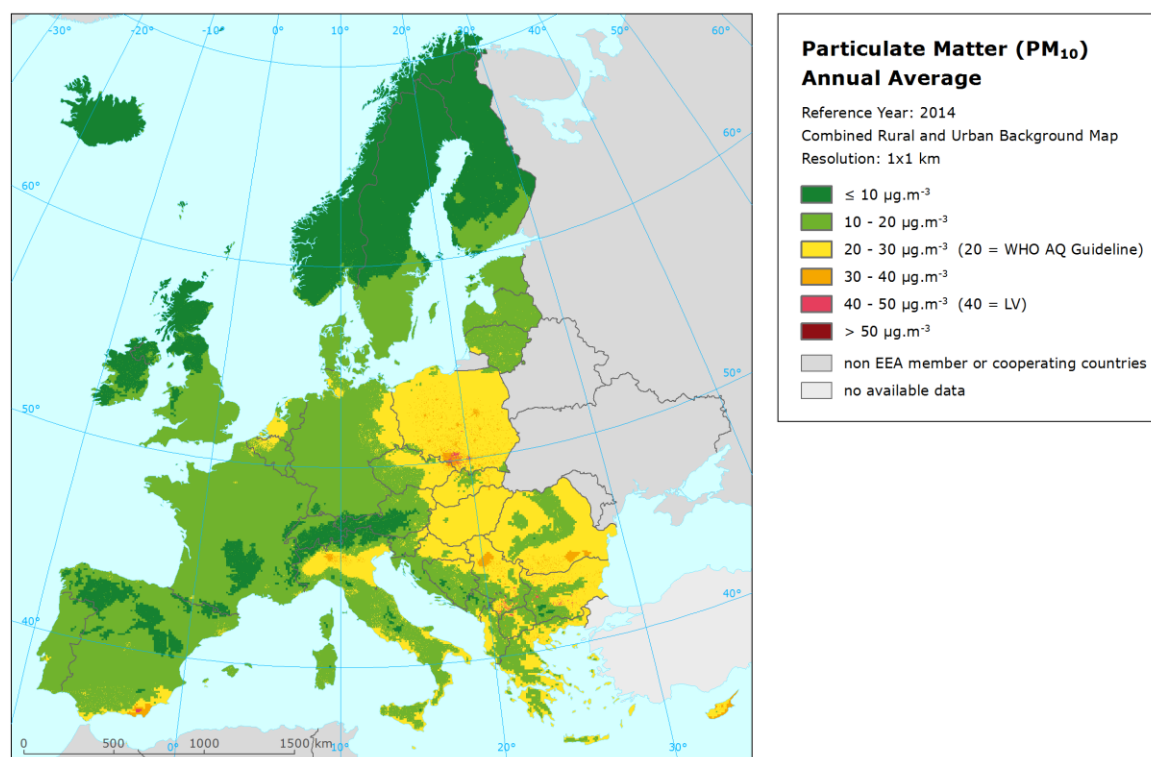 -30° -20° -10° 0° 10° 20° 30° 40° 50° 60°
60°
60°
50°
50°
40°
40°
0 500 1000 1500 km
0° 10° 20° 30°
Particulate Matter (PM₁₀)
Annual Average
Reference Year: 2014
Combined Rural and Urban Background Map
Resolution: 1x1 km
≤ 10 µg.m⁻³
10 - 20 µg.m⁻³
20 - 30 µg.m⁻³ (20 = WHO AQ Guideline)
30 - 40 µg.m⁻³
40 - 50 µg.m⁻³ (40 = LV)
> 50 µg.m⁻³
non EEA member or cooperating countries
no available data